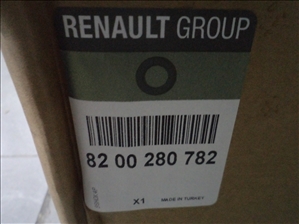 RENAULT GROUP
82 00 280 782
X1 MADE IN TURKEY